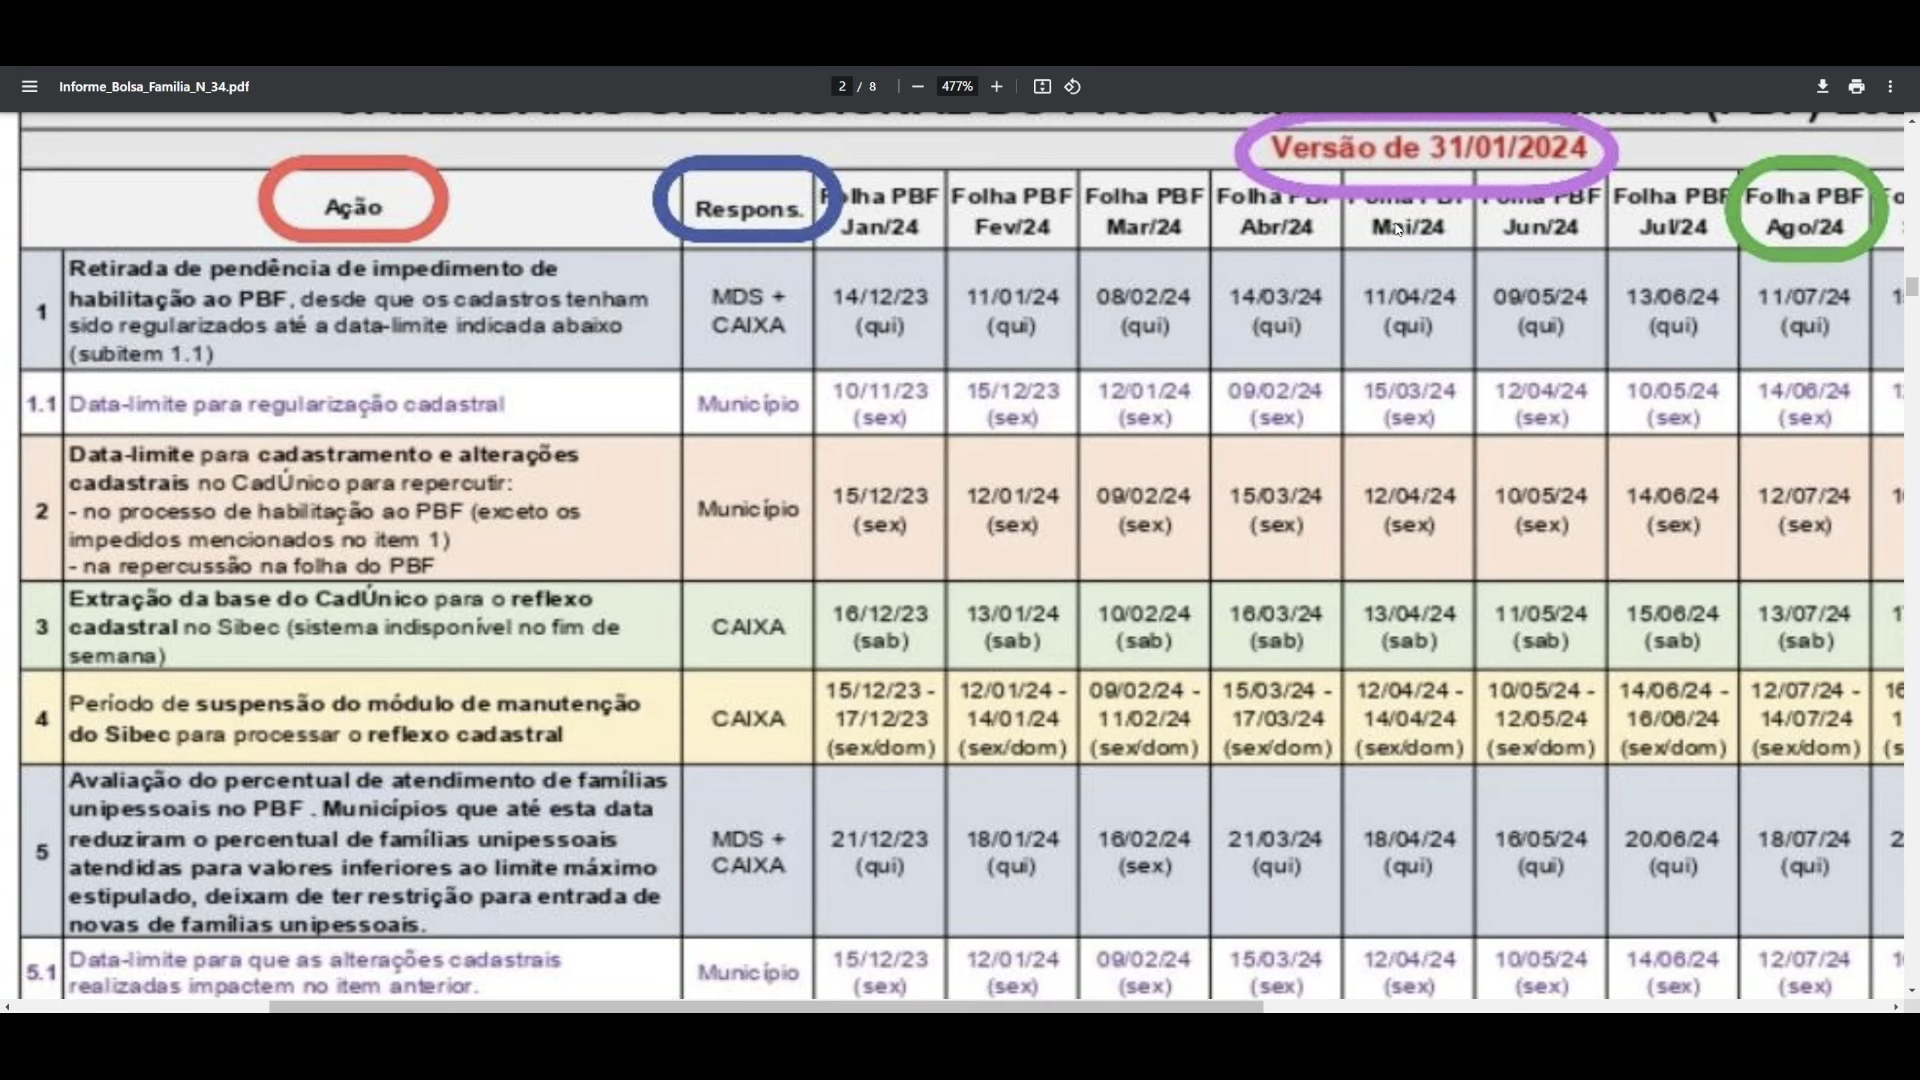 Informe_Bolsa_Familia_N_34.pdf
2 / 8
477%
Versão de 31/01/2024
Ação
Respons.
Folha PBF Jan/24
Folha PBF Fev/24
Folha PBF Mar/24
Folha PBF Abr/24
Mai/24
PBF Jun/24
Folha PBF Jul/24
Folha PBF Ago/24
1
Retirada de pendência de impedimento de
habilitação ao PBF, desde que os cadastros tenham
sido regularizados até a data-limite indicada abaixo
(subitem 1.1)
MDS +
CAIXA
14/12/23 (qui)
11/01/24 (qui)
08/02/24 (qui)
14/03/24 (qui)
11/04/24 (qui)
09/05/24 (qui)
13/06/24 (qui)
11/07/24 (qui)
1.1
Data-limite para regularização cadastral
Município
10/11/23 (sex)
15/12/23 (sex)
12/01/24 (sex)
09/02/24 (sex)
15/03/24 (sex)
12/04/24 (sex)
10/05/24 (sex)
14/06/24 (sex)
2
Data-limite para cadastramento e alterações
cadastrais no CadÚnico para repercutir:
- no processo de habilitação ao PBF (exceto os
impedidos mencionados no item 1)
- na repercussão na folha do PBF
Município
15/12/23 (sex)
12/01/24 (sex)
09/02/24 (sex)
15/03/24 (sex)
12/04/24 (sex)
10/05/24 (sex)
14/06/24 (sex)
12/07/24 (sex)
3
Extração da base do CadÚnico para o reflexo
cadastral no Sibec (sistema indisponível no fim de
semana)
CAIXA
16/12/23 (sab)
13/01/24 (sab)
10/02/24 (sab)
16/03/24 (sab)
13/04/24 (sab)
11/05/24 (sab)
15/06/24 (sab)
13/07/24 (sab)
4
Período de suspensão do módulo de manutenção
do Sibec para processar o reflexo cadastral
CAIXA
15/12/23 - 17/12/23 (sex/dom)
12/01/24 - 14/01/24 (sex/dom)
09/02/24 - 11/02/24 (sex/dom)
15/03/24 - 17/03/24 (sex/dom)
12/04/24 - 14/04/24 (sex/dom)
10/05/24 - 12/05/24 (sex/dom)
14/06/24 - 16/06/24 (sex/dom)
12/07/24 - 14/07/24 (sex/dom)
5
Avaliação do percentual de atendimento de famílias
unipessoais no PBF . Municípios que até esta data
reduziram o percentual de famílias unipessoais
atendidas para valores inferiores ao limite máximo
estipulado, deixam de ter restrição para entrada de
novas de famílias unipessoais.
MDS +
CAIXA
21/12/23 (qui)
18/01/24 (qui)
16/02/24 (sex)
21/03/24 (qui)
18/04/24 (qui)
16/05/24 (qui)
20/06/24 (qui)
18/07/24 (qui)
5.1
Data-limite para que as alterações cadastrais
realizadas impactem no item anterior.
Município
15/12/23 (sex)
12/01/24 (sex)
09/02/24 (sex)
15/03/24 (sex)
12/04/24 (sex)
10/05/24 (sex)
14/06/24 (sex)
12/07/24 (sex)